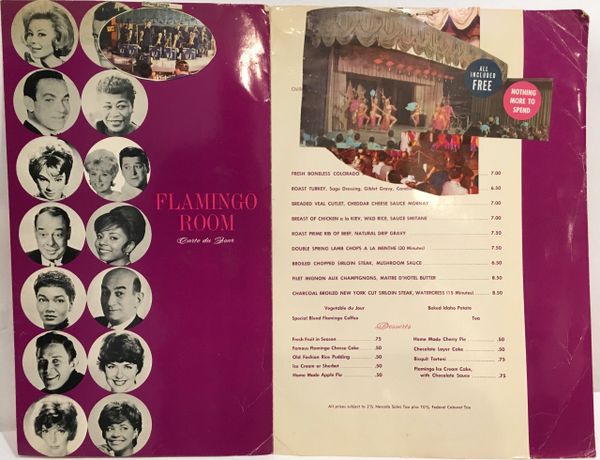 FLAMINGO
ROOM
Carte du Jour
ALL
INCLUDED
FREE
NOTHING
MORE TO
SPEND
FRESH BONELESS COLORADO 7.00
ROAST TURKEY, Sage Dressing, Giblet Gravy, 6.50
BREADED VEAL CUTLET, CHEDDAR CHEESE SAUCE MORNAY 7.00
BREAST OF CHICKEN a la KIEV, WILD RICE, SAUCE SMITANE 7.00
ROAST PRIME RIB OF BEEF, NATURAL DRIP GRAVY 7.50
DOUBLE SPRING LAMB CHOPS A LA MENTHE (20 Minutes) 7.50
BROILED CHOPPED SIRLOIN STEAK, MUSHROOM SAUCE 6.50
FILET MIGNON AUX CHAMPIGNONS, MAITRE D'HOTEL BUTTER 8.50
CHARCOAL BROILED NEW YORK CUT SIRLOIN STEAK, WATERCRESS (15 Minutes) 8.50
Vegetable du Jour Baked Idaho Potato
Special Blend Flamingo Coffee Tea
Desserts
Fresh Fruit in Season .75
Famous Flamingo Cheese Cake .50
Old Fashion Rice Pudding .50
Ice Cream or Sherbet .50
Home Made Apple Pie .50
Home Made Cherry Pie .50
Chocolate Layer Cake .50
Bisquit Tortoni .75
Flamingo Ice Cream Cake,
with Chocolate Sauce .75
All prices subject to 2% Nevada Sales Tax plus 10% Federal Cabaret Tax